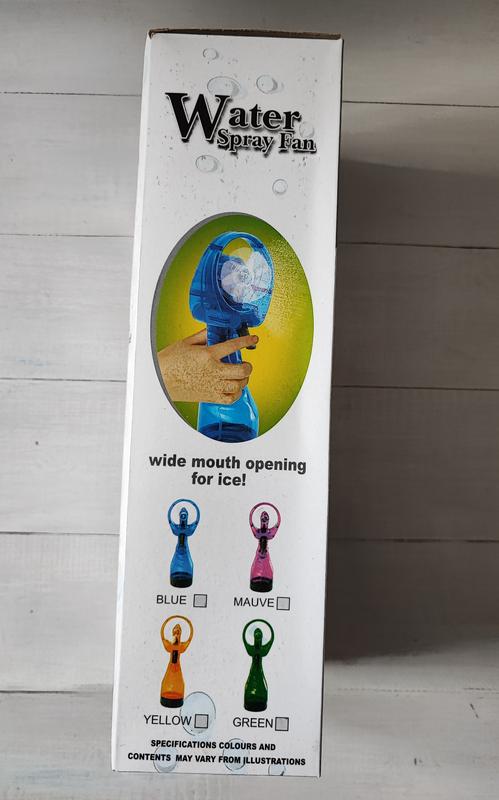 Water
Spray Fan
wide mouth opening
for ice!
BLUE
MAUVE
YELLOW
GREEN
SPECIFICATIONS COLOURS AND
CONTENTS MAY VARY FROM ILLUSTRATIONS